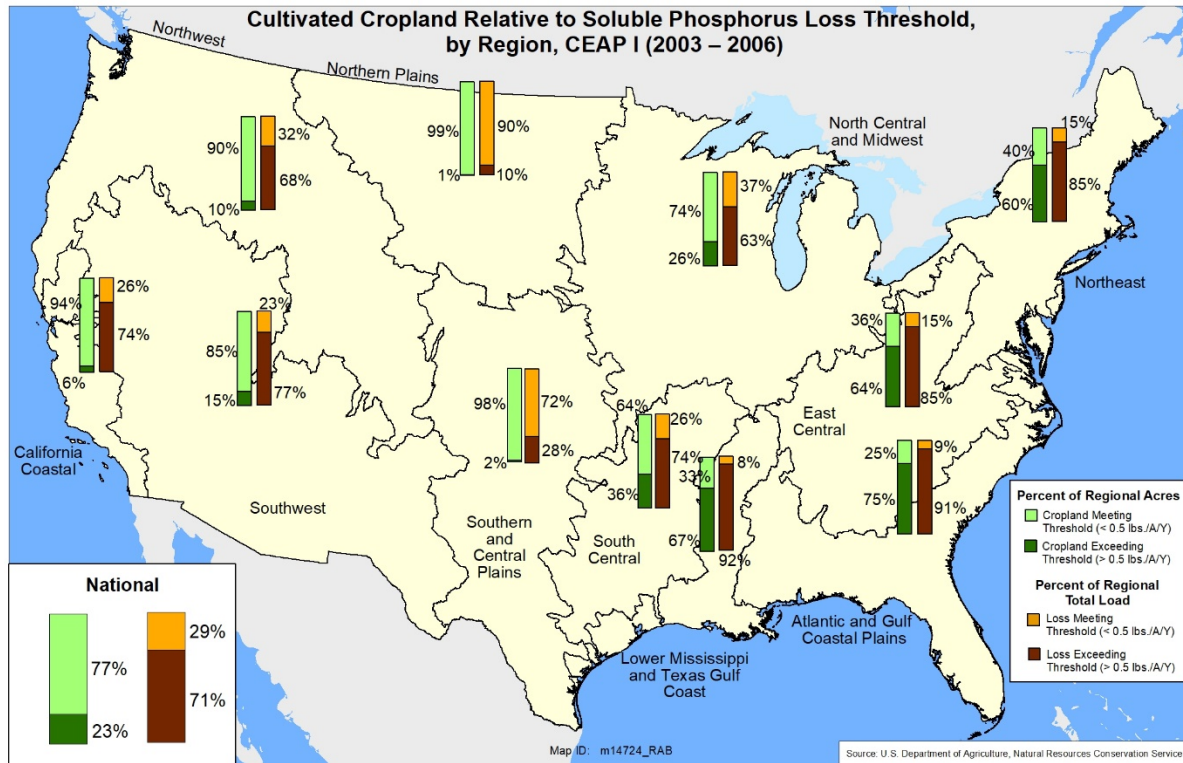 Cultivated Cropland Relative to Soluble Phosphorus Loss Threshold,
by Region, CEAP I (2003 – 2006)
Northwest
Northern Plains
99%
90%
1%
10%
90%
32%
68%
10%
North Central
and Midwest
74%
37%
63%
26%
15%
40%
85%
60%
Northeast
94%
26%
74%
6%
California
Coastal
23%
85%
77%
15%
Southwest
98%
72%
28%
2%
Southern
and
Central
Plains
64%
26%
74%
36%
South
Central
33%
8%
67%
92%
Lower Mississippi
and Texas Gulf
Coast
36%
15%
64%
85%
East
Central
25%
9%
75%
91%
Atlantic and Gulf
Coastal Plains
National
77%
29%
71%
23%
Percent of Regional Acres
Cropland Meeting
Threshold (< 0.5 lbs./A/Y)
Cropland Exceeding
Threshold (> 0.5 lbs./A/Y)
Percent of Regional
Total Load
Loss Meeting
Threshold (< 0.5 lbs./A/Y)
Loss Exceeding
Threshold (> 0.5 lbs./A/Y)
Map ID: m14724_RAB
Source: U.S. Department of Agriculture, Natural Resources Conservation Service